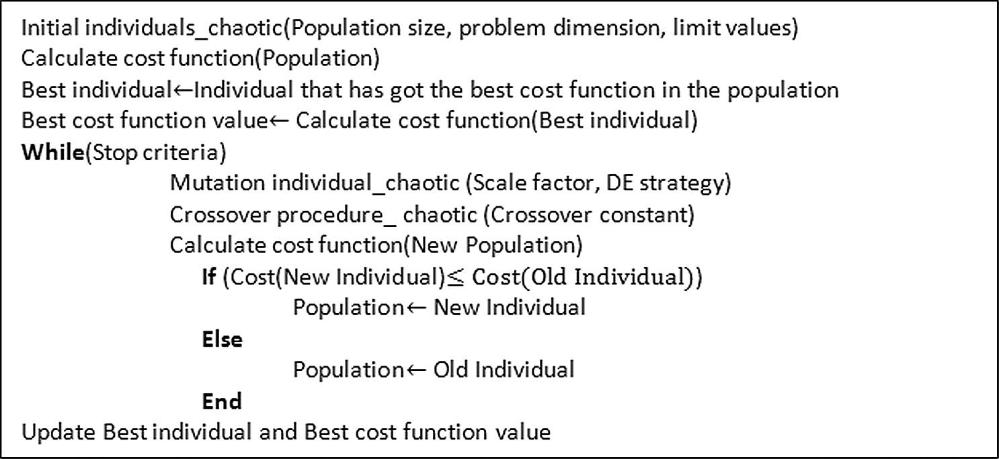 Initial individuals_chaotic(Population size, problem dimension, limit values)
Calculate cost function(Population)
Best individual←Individual that has got the best cost function in the population
Best cost function value← Calculate cost function(Best individual)
While(Stop criteria)
Mutation individual_chaotic (Scale factor, DE strategy)
Crossover procedure_ chaotic (Crossover constant)
Calculate cost function(New Population)
If (Cost(New Individual)≤ Cost(Old Individual))
Population← New Individual
Else
Population← Old Individual
End
Update Best individual and Best cost function value